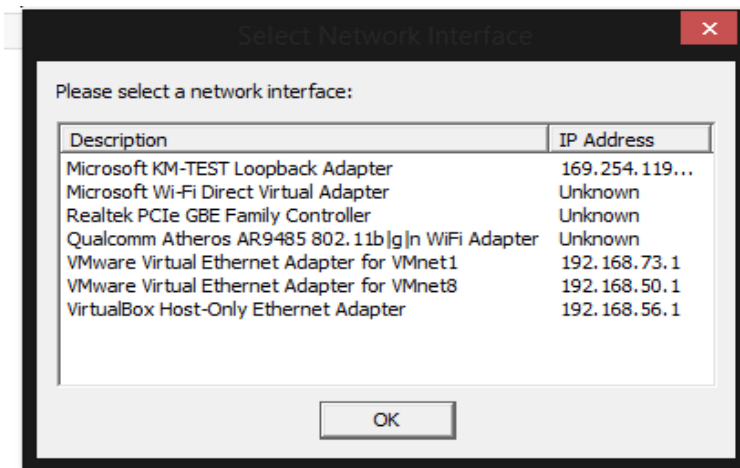 Select Network Interface
Please select a network interface:
Description IP Address
Microsoft KM-TEST Loopback Adapter 169.254.119...
Microsoft Wi-Fi Direct Virtual Adapter Unknown
Realtek PCIe GBE Family Controller Unknown
Qualcomm Atheros AR9485 802.11b|g|n WiFi Adapter Unknown
VMware Virtual Ethernet Adapter for VMnet1 192.168.73.1
VMware Virtual Ethernet Adapter for VMnet8 192.168.50.1
VirtualBox Host-Only Ethernet Adapter 192.168.56.1
OK